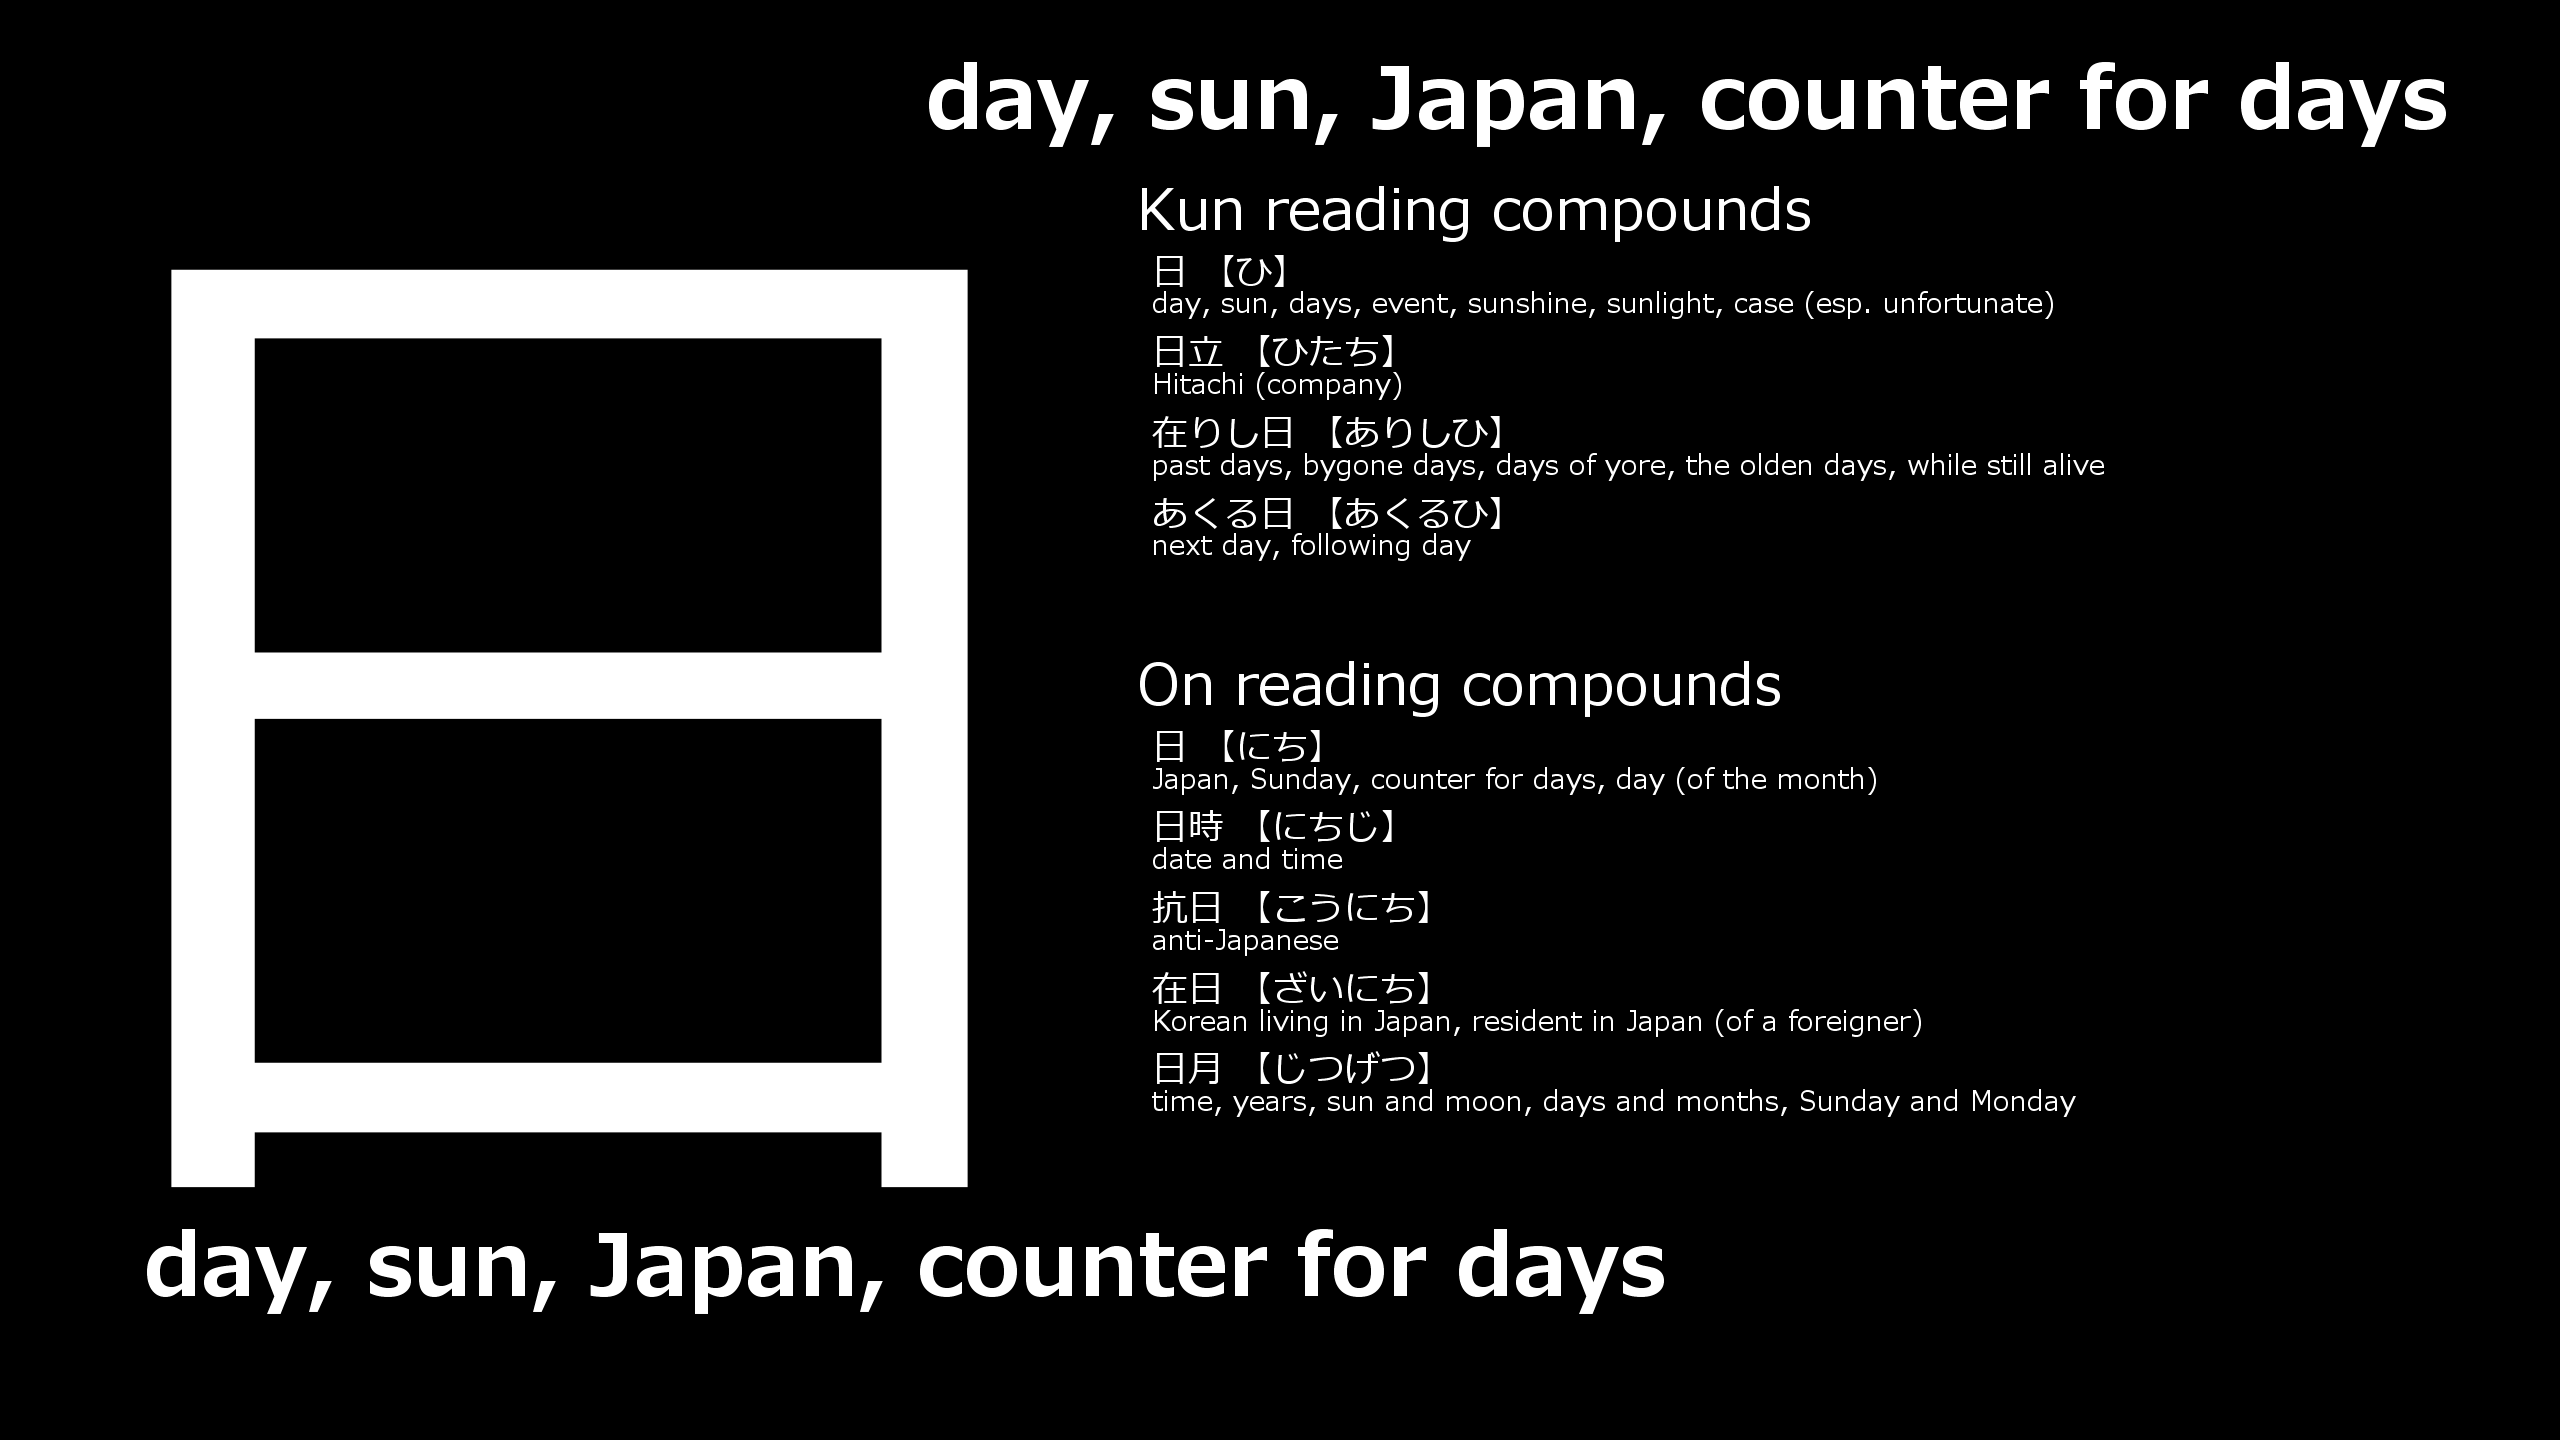 day, sun, Japan, counter for days
日
Kun reading compounds
日 【ひ】
day, sun, days, event, sunshine, sunlight, case (esp. unfortunate)
日立 【ひたち】
Hitachi (company)
在りし日 【ありしひ】
past days, bygone days, days of yore, the olden days, while still alive
あくる日 【あくるひ】
next day, following day
On reading compounds
日 【にち】
Japan, Sunday, counter for days, day (of the month)
日時 【にちじ】
date and time
抗日 【こうにち】
anti-Japanese
在日 【ざいにち】
Korean living in Japan, resident in Japan (of a foreigner)
日月 【じつげつ】
time, years, sun and moon, days and months, Sunday and Monday
day, sun, Japan, counter for days